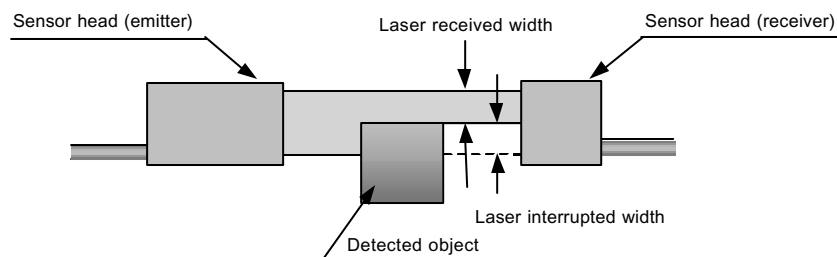 Sensor head (emitter)
Laser received width
Sensor head (receiver)
Laser interrupted width
Detected object